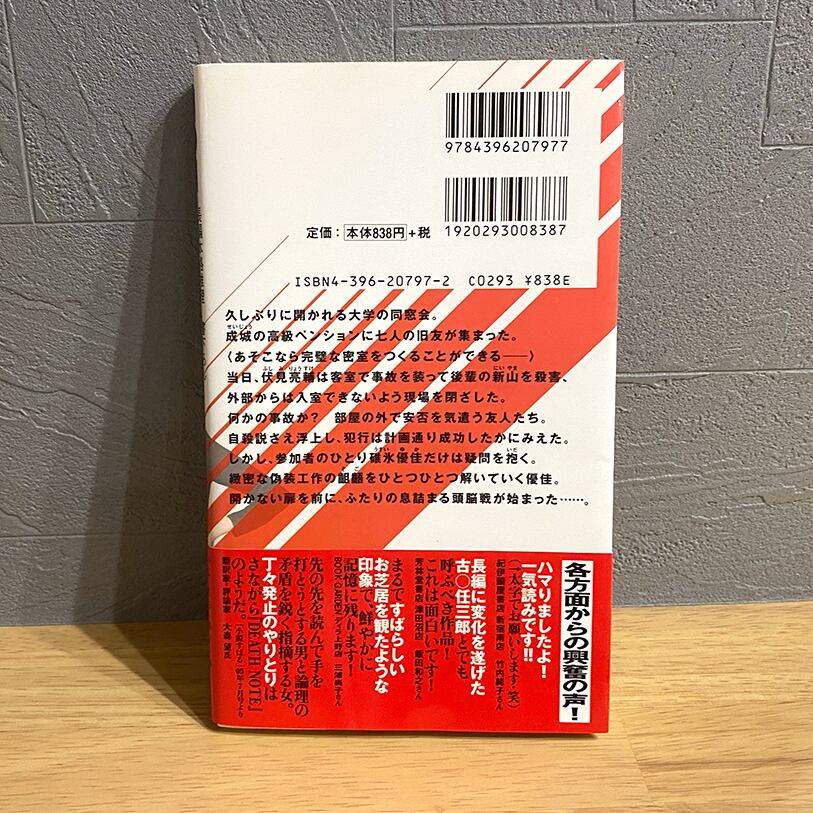 9784396207977
1920293008387
定価：本体838円+税
ISBN4-396-20797-2 C0293 ¥838E
久しぶりに開かれる大学の同窓会。
成城の高級ペンションに七人の旧友が集まった。
〈あそこなら完璧な密室をつくることができる――〉
当日、伏見亮輔は客室で事故を装って後輩の新山を殺害、
外部からは入室できないよう現場を閉ざした。
何かの事故か？ 部屋の外で安否を気遣う友人たち。
自殺説さえ浮上し、犯行は計画通り成功したかにみえた。
しかし、参加者のひとり碓氷優佳だけは疑問を抱く。
緻密な偽装工作の齟齬をひとつひとつ解いていく優佳。
開かない扉を前に、ふたりの息詰まる頭脳戦が始まった……。
各方面からの興奮の声！
ハマりましたよ！
一気読みです!!
（太字でお願いします・笑）
紀伊國屋書店 新宿南店 竹内純子さん
長編に変化を遂げた
古○任三郎とでも
呼ぶべき作品！
これは面白いです！
芳林堂書店 津田沼店 飯田和之さん
まるですばらしい
お芝居を観たような
印象で、鮮やかに
記憶に残ります！
BOOK GARDEN ディラ上野店 三浦尚子さん
先の先を読んで手を
打とうとする男と論理の
矛盾を鋭く指摘する女。
丁々発止のやりとりは
さながら『DEATH NOTE』
のようだ。
（『小説すばる』05年7月号より）
翻訳家・評論家 大森 望氏